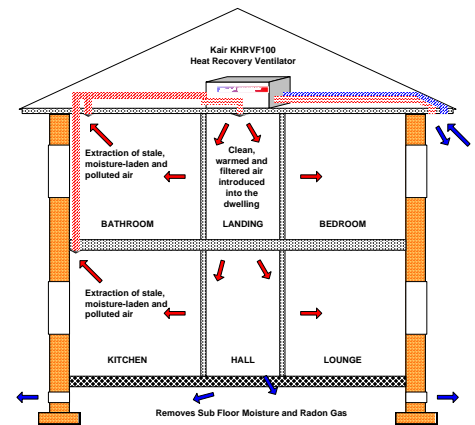 Kair KHRVF100
Heat Recovery Ventilator
Extraction of stale,
moisture-laden and
polluted air
Clean,
warmed and
filtered air
introduced
into the
dwelling
BATHROOM
LANDING
BEDROOM
Extraction of stale,
moisture-laden and
polluted air
KITCHEN
HALL
LOUNGE
Removes Sub Floor Moisture and Radon Gas